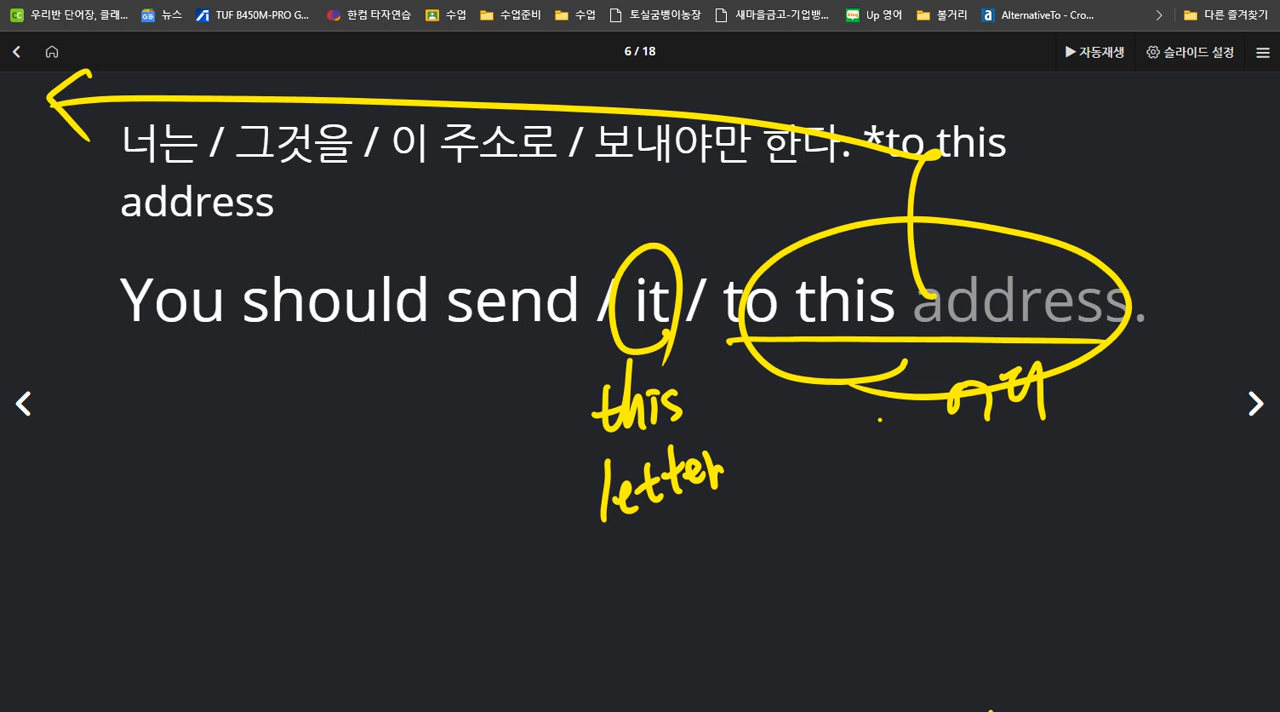 우리반 단어장, 클래... 뉴스 TUF B450M-PRO G... 한컴 타자연습 수업 수업준비 수업 토실굼벵이농장 새마을금고-기업뱅... Up 영어 볼거리 AlternativeTo - Cro... 다른 즐겨찾기
6 / 18 자동재생 슬라이드 설정
너는 / 그것을 / 이 주소로 / 보내야만 한다. *to this
address
You should send / it / to this address.
this
letter